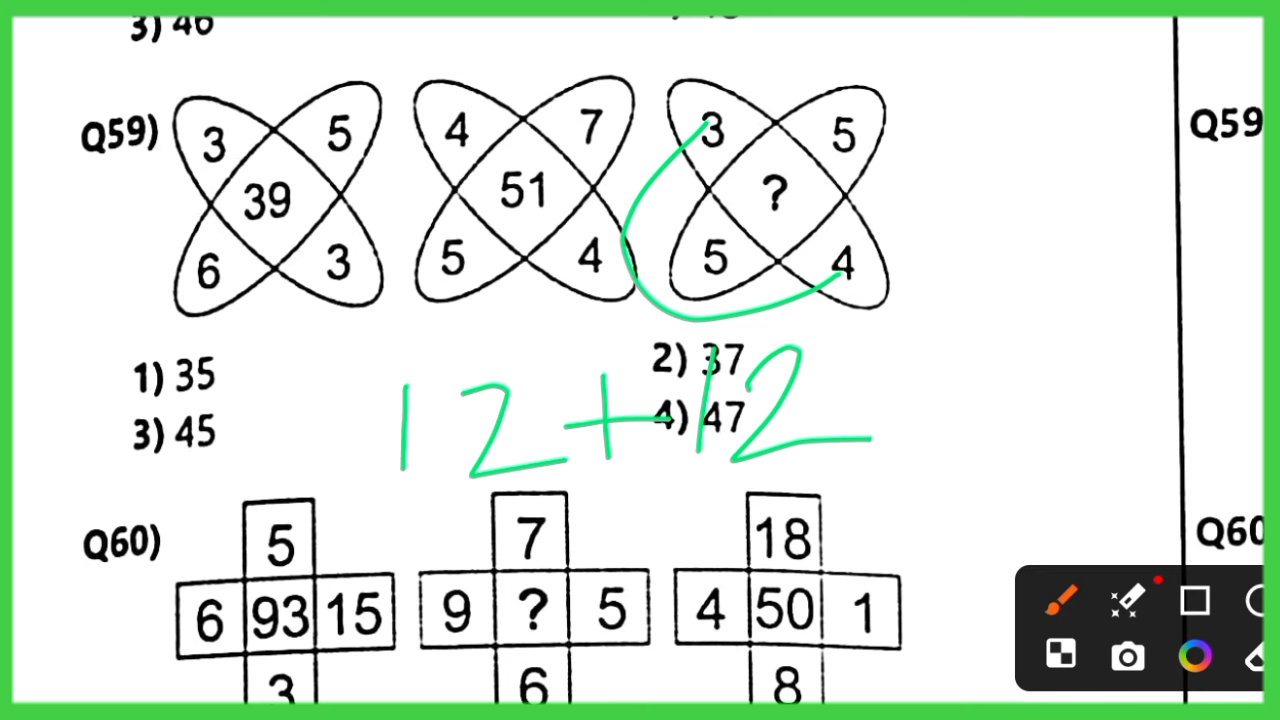 3) 46
Q59)
3 5 4 7 3 5
39 51 ?
6 3 5 4 5 4
1) 35 2) 37
3) 45 4) 47
12+12
Q60)
5 7 18
6 93 15 9 ? 5 4 50 1
3 6 8
Q59
Q60